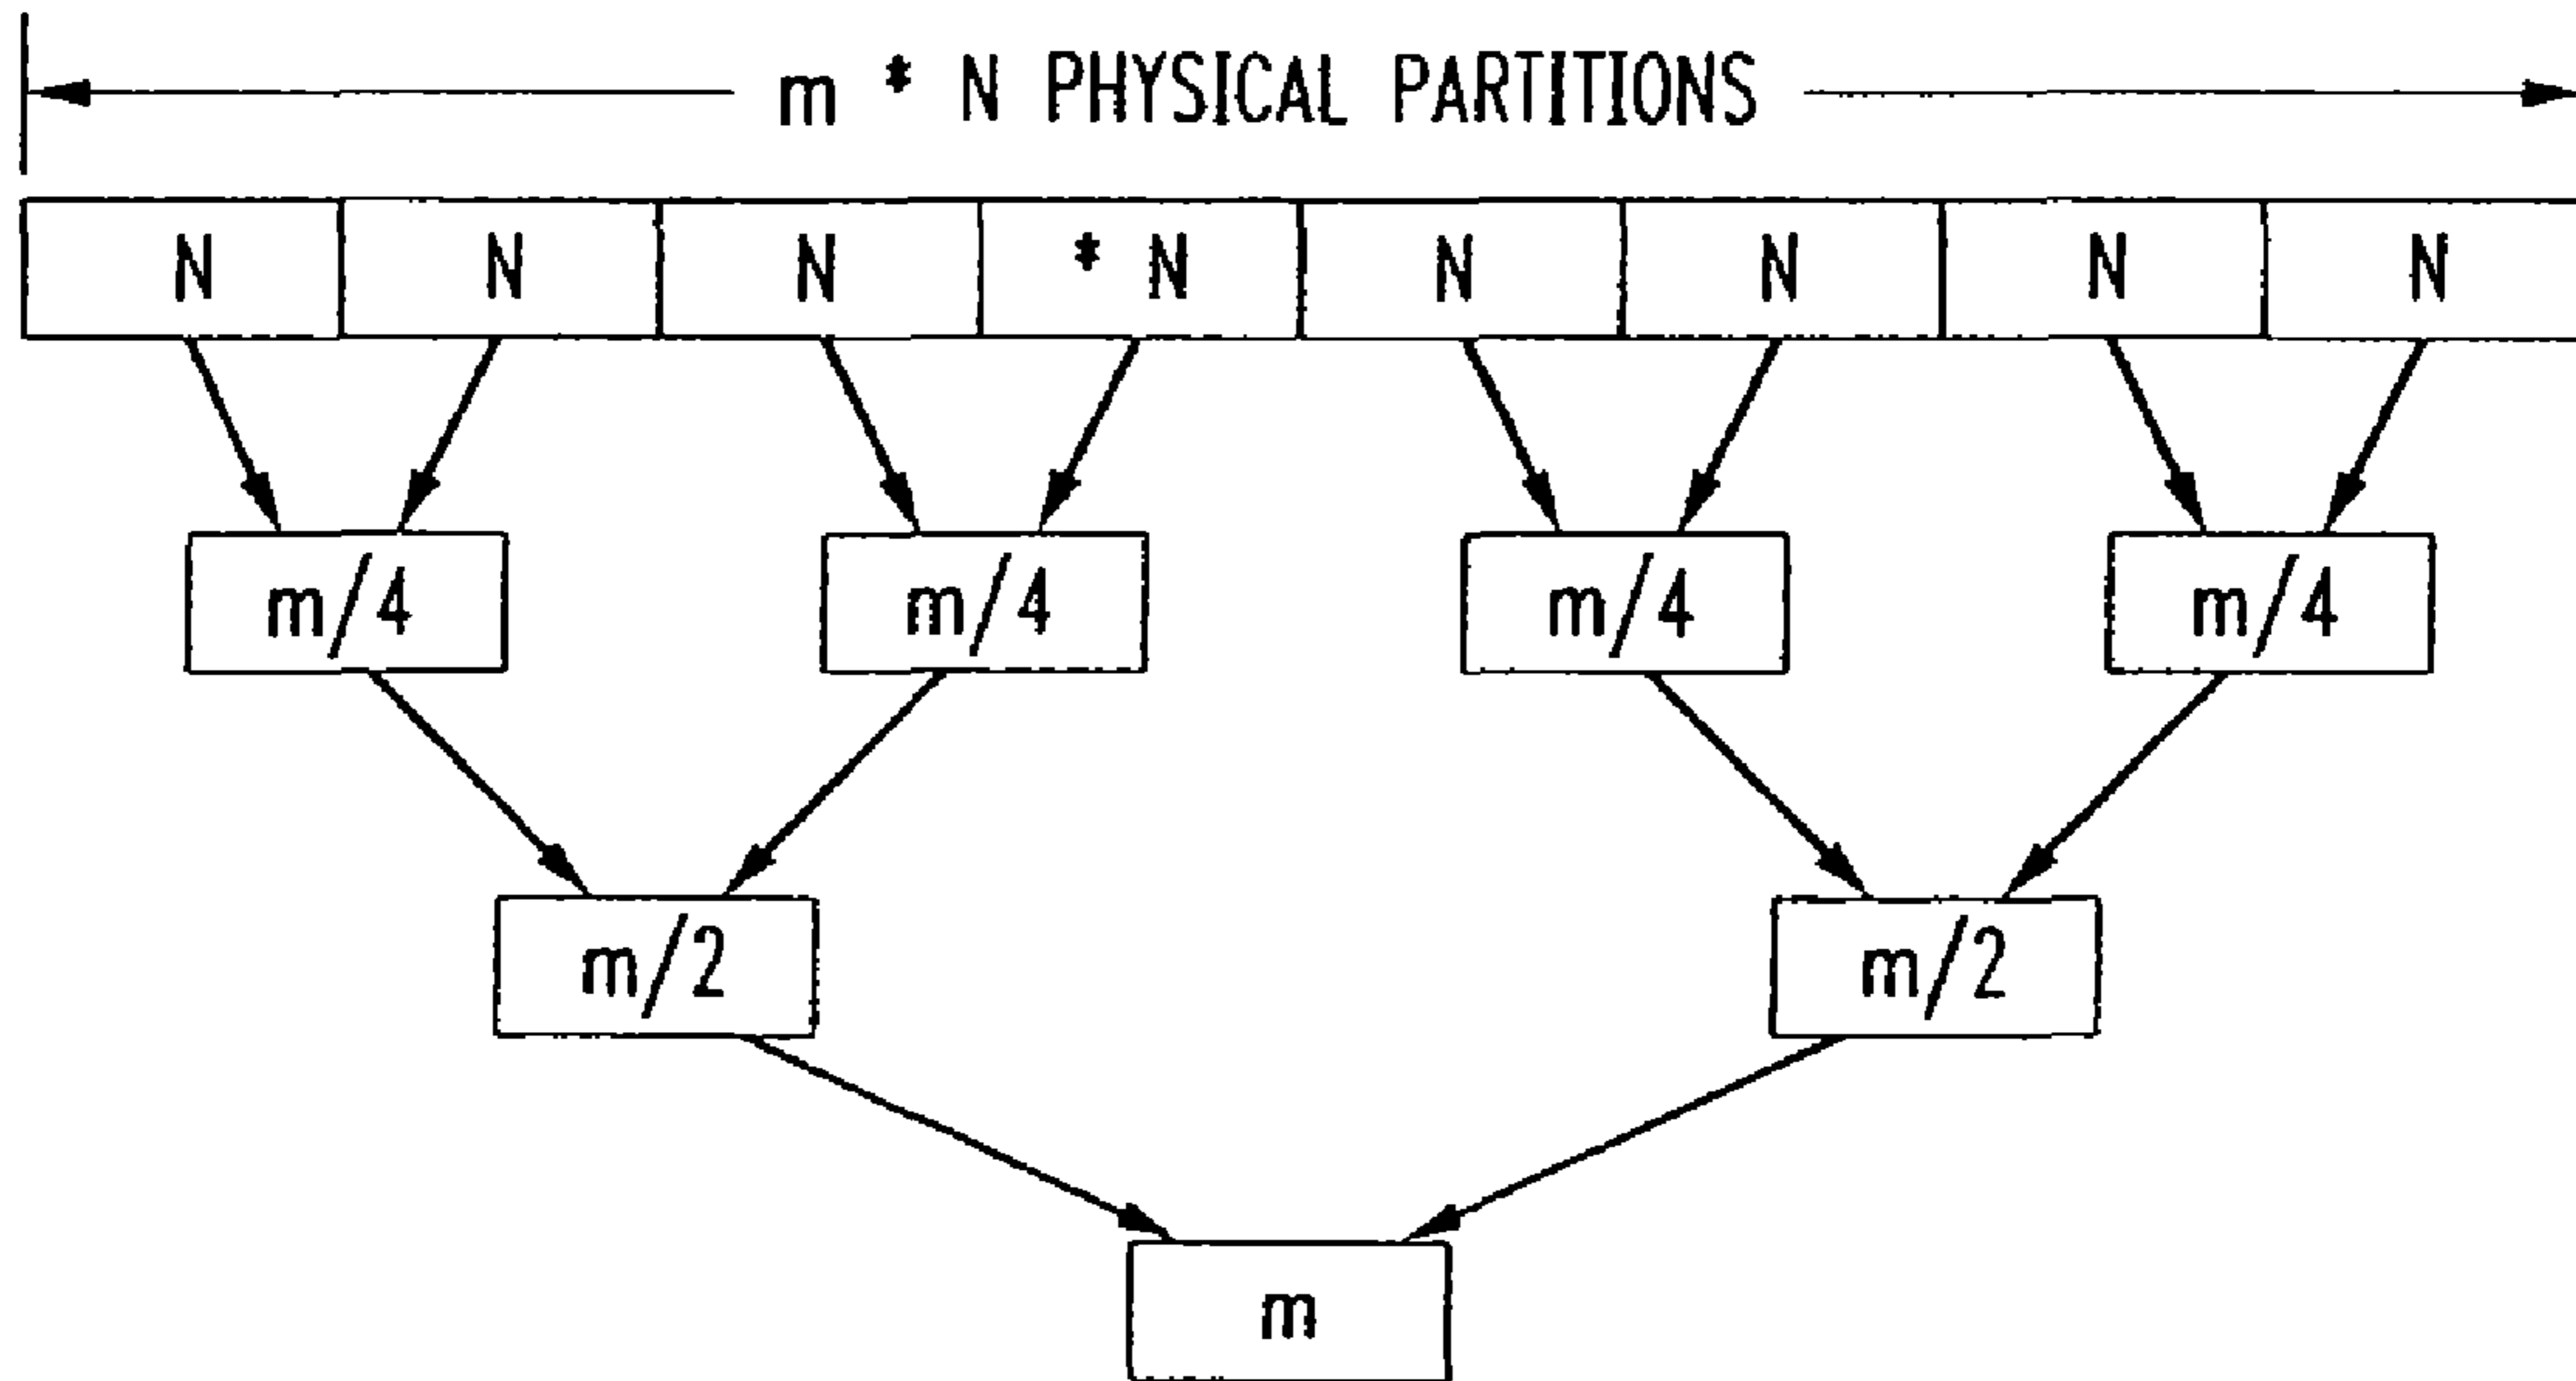 m * N PHYSICAL PARTITIONS
N N N * N N N N N
m/4 m/4 m/4 m/4
m/2 m/2
m